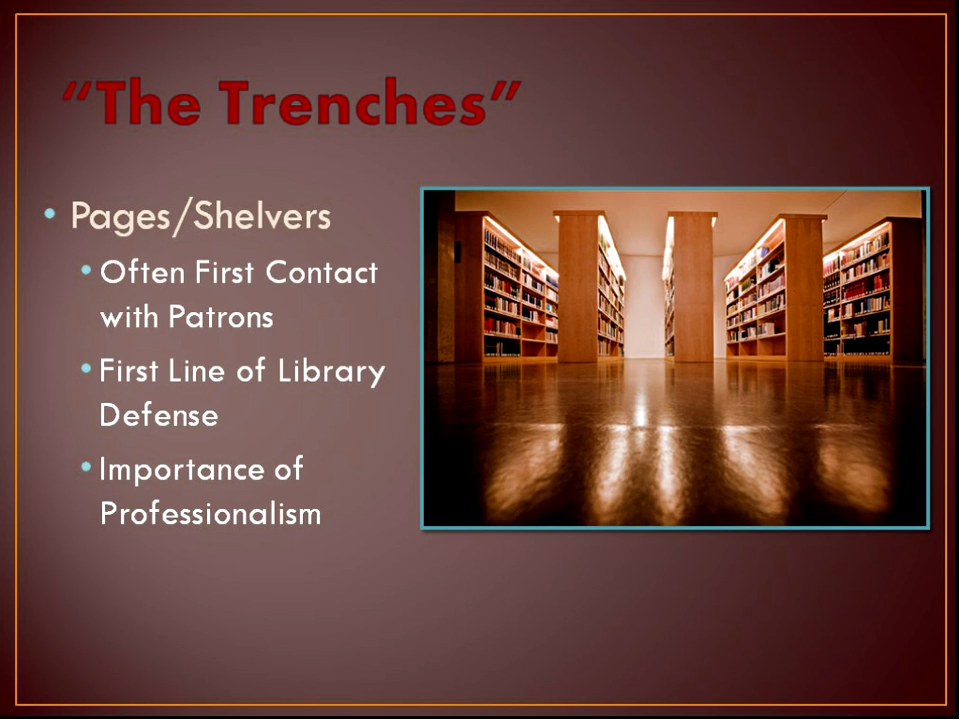 “The Trenches”
• Pages/Shelvers
• Often First Contact
with Patrons
• First Line of Library
Defense
• Importance of
Professionalism